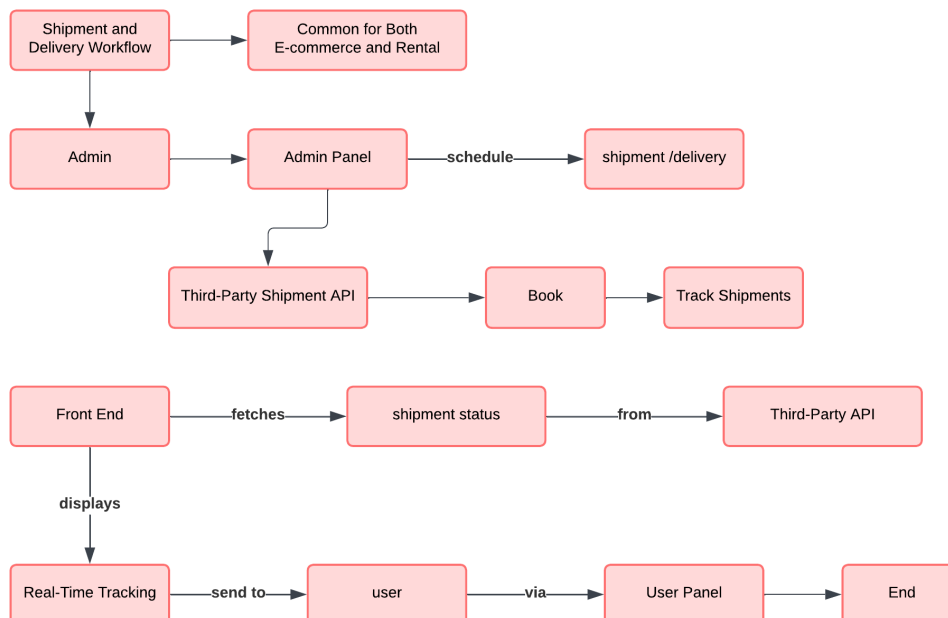 Shipment and
Delivery Workflow
Common for Both
E-commerce and Rental
Admin
Admin Panel
schedule
shipment /delivery
Third-Party Shipment API
Book
Track Shipments
Front End
fetches
shipment status
from
Third-Party API
displays
Real-Time Tracking
send to
user
via
User Panel
End